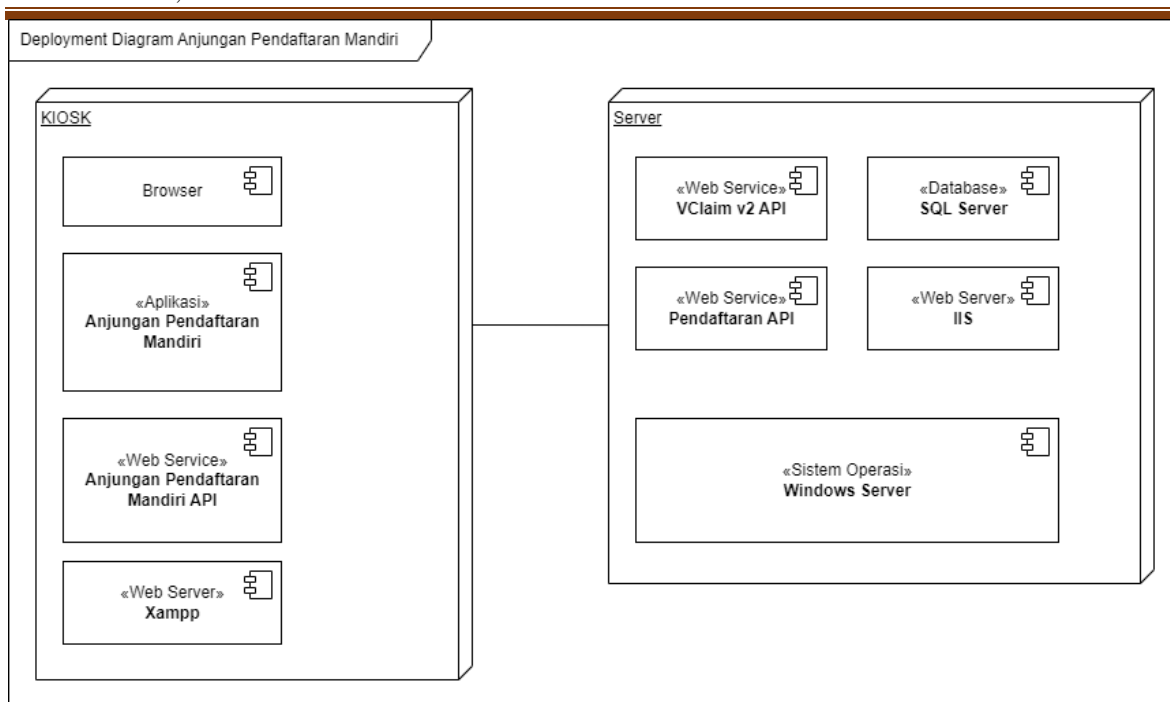 Deployment Diagram Anjungan Pendaftaran Mandiri
KIOSK
Browser
«Aplikasi»
Anjungan Pendaftaran
Mandiri
«Web Service»
Anjungan Pendaftaran
Mandiri API
«Web Server»
Xampp
Server
«Web Service»
VClaim v2 API
«Database»
SQL Server
«Web Service»
Pendaftaran API
«Web Server»
IIS
«Sistem Operasi»
Windows Server